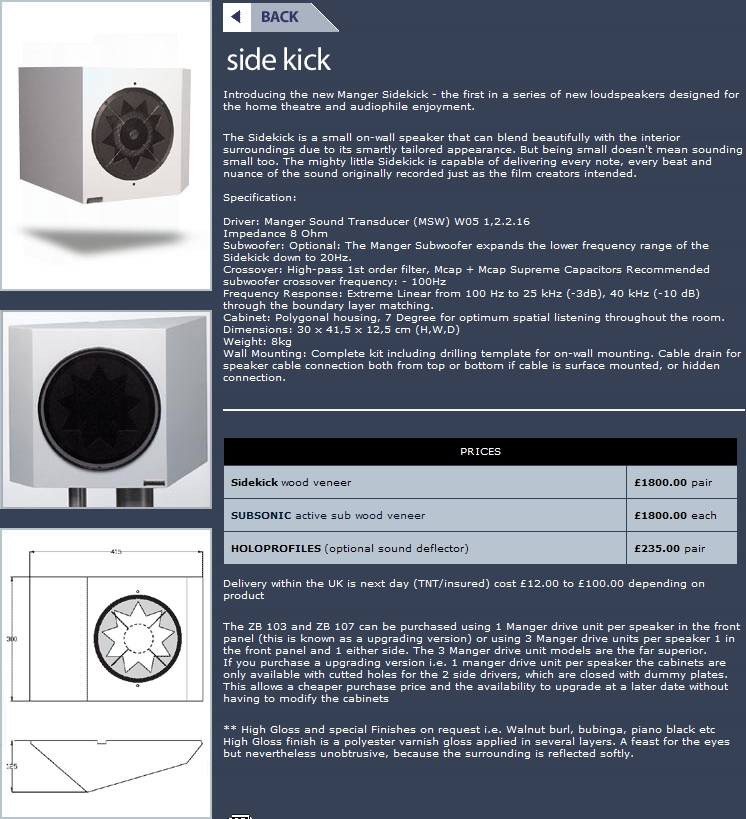 BACK
side kick
Introducing the new Manger Sidekick - the first in a series of new loudspeakers designed for
the home theatre and audiophile enjoyment.
The Sidekick is a small on-wall speaker that can blend beautifully with the interior
surroundings due to its smartly tailored appearance. But being small doesn't mean sounding
small too. The mighty little Sidekick is capable of delivering every note, every beat and
nuance of the sound originally recorded just as the film creators intended.
Specification:
Driver: Manger Sound Transducer (MSW) W05 1,2.2.16
Impedance 8 Ohm
Subwoofer: Optional: The Manger Subwoofer expands the lower frequency range of the
Sidekick down to 20Hz.
Crossover: High-pass 1st order filter, Mcap + Mcap Supreme Capacitors Recommended
subwoofer crossover frequency: - 100Hz
Frequency Response: Extreme Linear from 100 Hz to 25 kHz (-3dB), 40 kHz (-10 dB)
through the boundary layer matching.
Cabinet: Polygonal housing, 7 Degree for optimum spatial listening throughout the room.
Dimensions: 30 x 41,5 x 12,5 cm (H,W,D)
Weight: 8kg
Wall Mounting: Complete kit including drilling template for on-wall mounting. Cable drain for
speaker cable connection both from top or bottom if cable is surface mounted, or hidden
connection.
PRICES
Sidekick wood veneer £1800.00 pair
SUBSONIC active sub wood veneer £1800.00 each
HOLOPROFILES (optional sound deflector) £235.00 pair
Delivery within the UK is next day (TNT/insured) cost £12.00 to £100.00 depending on
product
The ZB 103 and ZB 107 can be purchased using 1 Manger drive unit per speaker in the front
panel (this is known as a upgrading version) or using 3 Manger drive units per speaker 1 in
the front panel and 1 either side. The 3 Manger drive unit models are the far superior.
If you purchase a upgrading version i.e. 1 manger drive unit per speaker the cabinets are
only available with cutted holes for the 2 side drivers, which are closed with dummy plates.
This allows a cheaper purchase price and the availability to upgrade at a later date without
having to modify the cabinets
** High Gloss and special Finishes on request i.e. Walnut burl, bubinga, piano black etc
High Gloss finish is a polyester varnish gloss applied in several layers. A feast for the eyes
but nevertheless unobtrusive, because the surrounding is reflected softly.
415
300
125